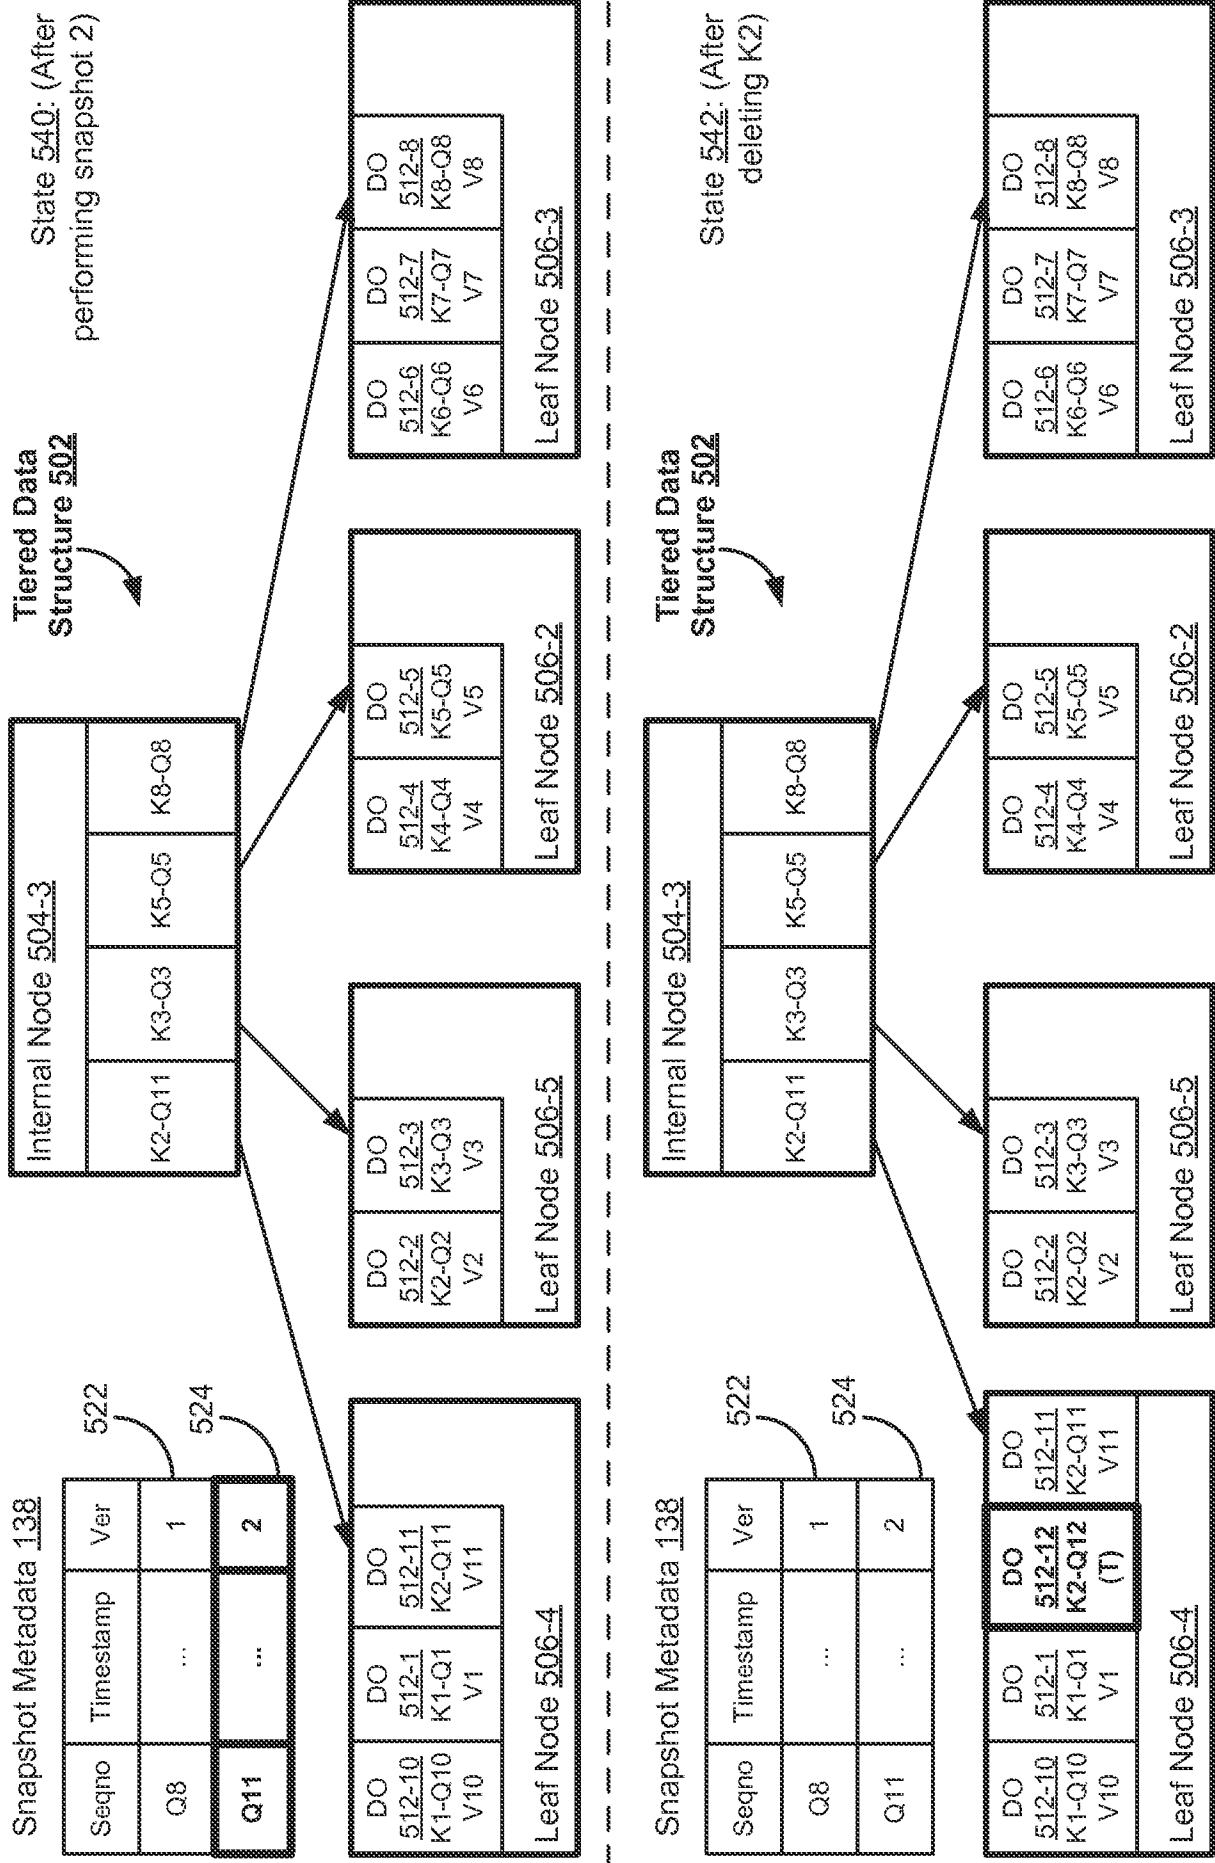 Snapshot Metadata 138
Seqno Timestamp Ver
Q8 ... 1
Q11 ... 2
522
524
Internal Node 504-3
K2-Q11 K3-Q3 K5-Q5 K8-Q8
Tiered Data
Structure 502
State 540: (After
performing snapshot 2)
DO
512-10
K1-Q10
V10
DO
512-1
K1-Q1
V1
DO
512-11
K2-Q11
V11
Leaf Node 506-4
DO
512-2
K2-Q2
V2
DO
512-3
K3-Q3
V3
Leaf Node 506-5
DO
512-4
K4-Q4
V4
DO
512-5
K5-Q5
V5
Leaf Node 506-2
DO
512-6
K6-Q6
V6
DO
512-7
K7-Q7
V7
DO
512-8
K8-Q8
V8
Leaf Node 506-3
Snapshot Metadata 138
Seqno Timestamp Ver
Q8 ... 1
Q11 ... 2
522
524
Internal Node 504-3
K2-Q11 K3-Q3 K5-Q5 K8-Q8
Tiered Data
Structure 502
State 542: (After
deleting K2)
DO
512-10
K1-Q10
V10
DO
512-1
K1-Q1
V1
DO
512-12
K2-Q12
(T)
DO
512-11
K2-Q11
V11
Leaf Node 506-4
DO
512-2
K2-Q2
V2
DO
512-3
K3-Q3
V3
Leaf Node 506-5
DO
512-4
K4-Q4
V4
DO
512-5
K5-Q5
V5
Leaf Node 506-2
DO
512-6
K6-Q6
V6
DO
512-7
K7-Q7
V7
DO
512-8
K8-Q8
V8
Leaf Node 506-3